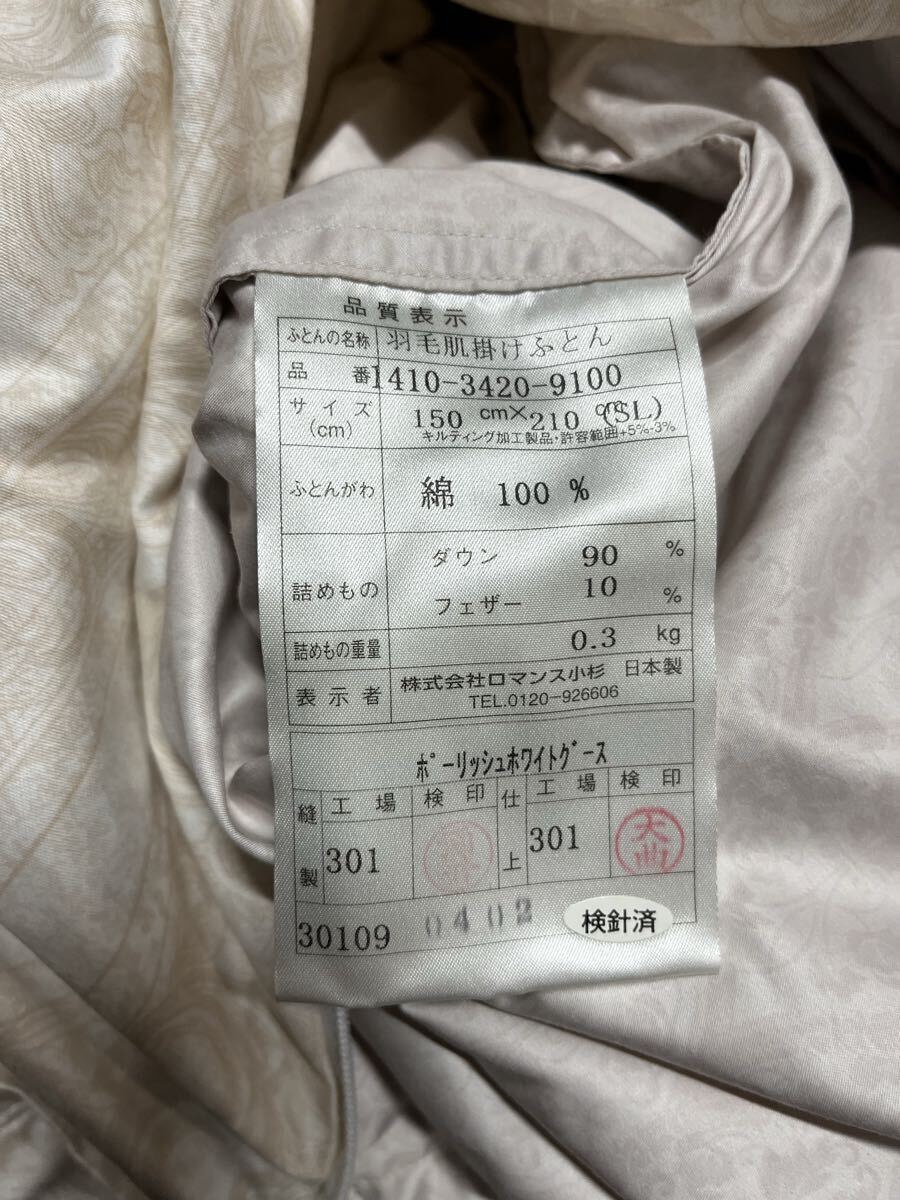 品質表示
ふとんの名称 羽毛肌掛けふとん
品 番 1410-3420-9100
サイズ(cm) 150 cm× 210 cm (SL)
キルティング加工製品・許容範囲+5%-3%
ふとんがわ 綿 100 %
詰めもの ダウン 90 %
フェザー 10 %
詰めもの重量 0.3 kg
表示者 株式会社ロマンス小杉 日本製
TEL.0120-926606
ポーリッシュホワイトグース
縫製 工場 検印 仕上 工場 検印
301 301 天山
30109 0402 検針済